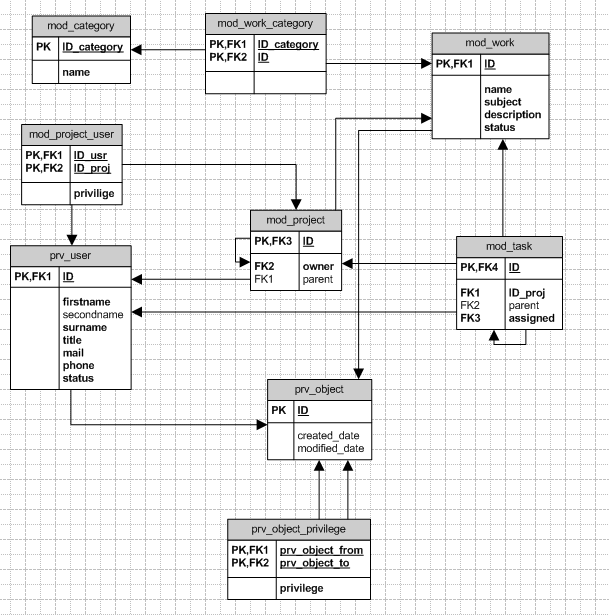 mod_category
PK ID_category
name
mod_work_category
PK,FK1 ID_category
PK,FK2 ID
mod_work
PK,FK1 ID
name
subject
description
status
mod_project_user
PK,FK1 ID_usr
PK,FK2 ID_proj
privilige
mod_project
PK,FK3 ID
FK2 owner
FK1 parent
prv_user
PK,FK1 ID
firstname
secondname
surname
title
mail
phone
status
mod_task
PK,FK4 ID
FK1 ID_proj
FK2 parent
FK3 assigned
prv_object
PK ID
created_date
modified_date
prv_object_privilege
PK,FK1 prv_object_from
PK,FK2 prv_object_to
privilege